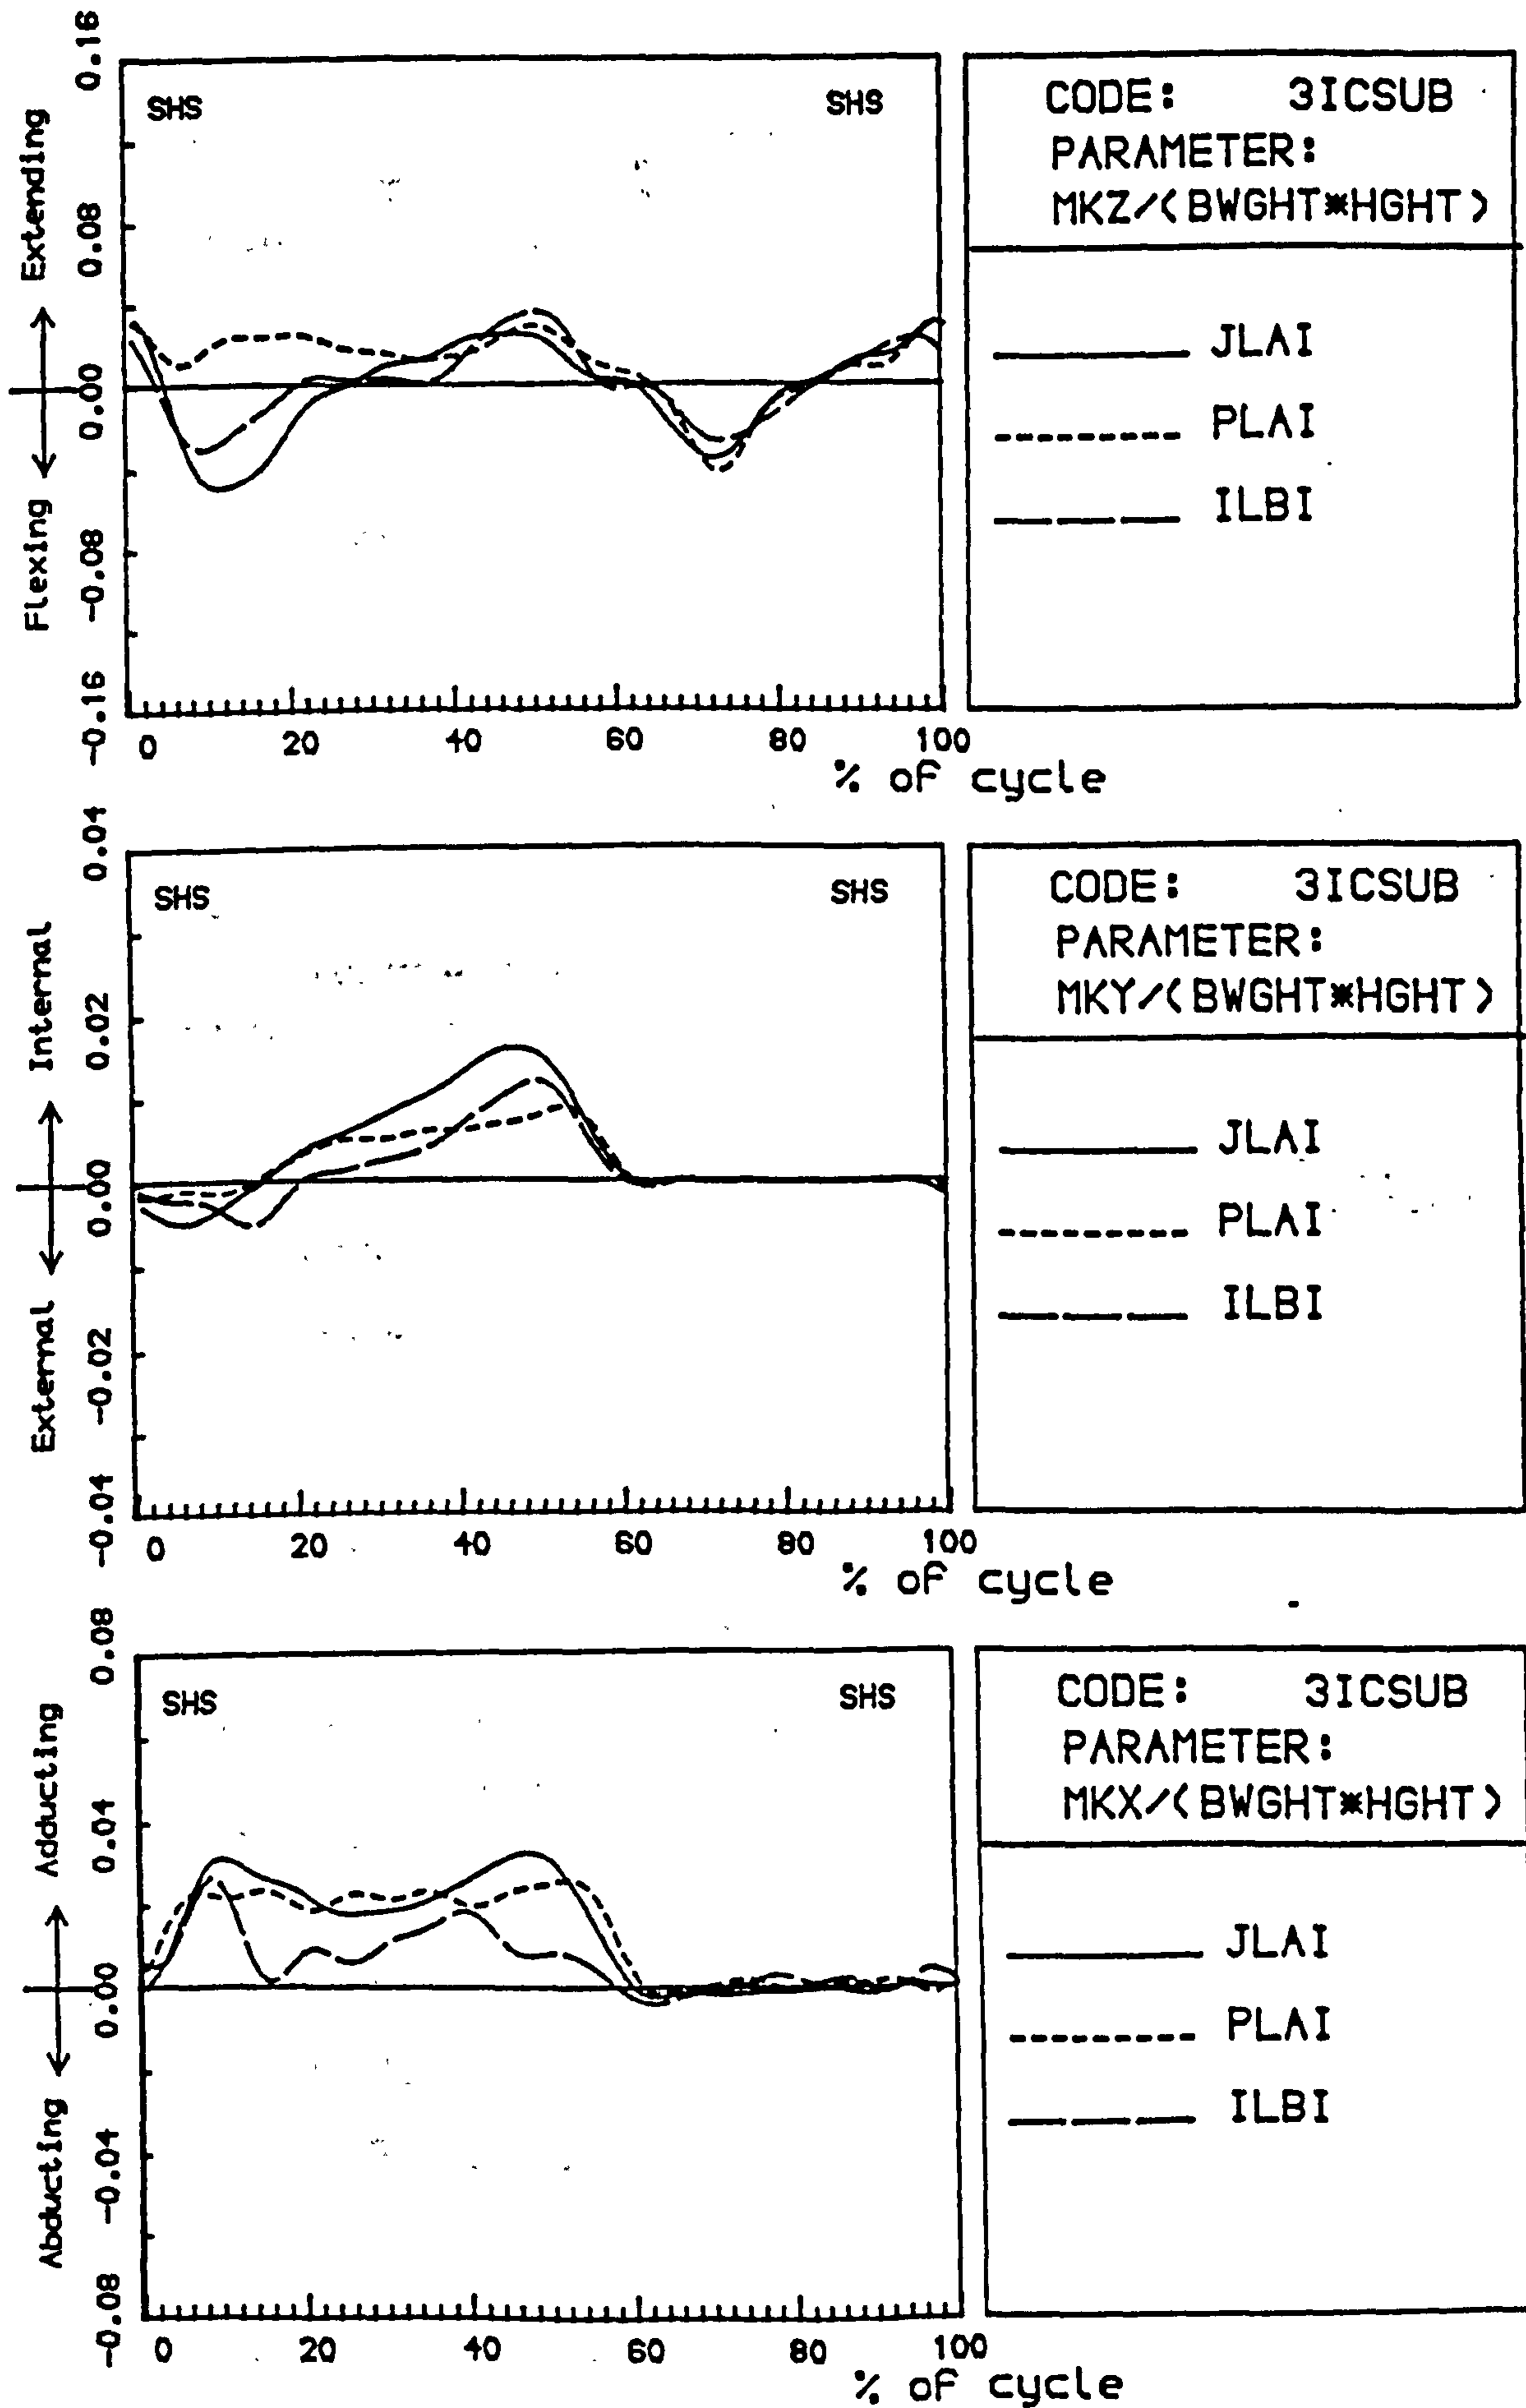 Flexing ← → Extending
0.16
0.08
0.00
-0.08
-0.16
SHS SHS
0 20 40 60 80 100
% of cycle
CODE: 3ICSUB
PARAMETER:
MKZ/(BWGHT*HGHT)
JLAI
PLAI
ILBI
External ← → Internal
0.04
0.02
0.00
-0.02
-0.04
SHS SHS
0 20 40 60 80 100
% of cycle
CODE: 3ICSUB
PARAMETER:
MKY/(BWGHT*HGHT)
JLAI
PLAI
ILBI
Abducting ← → Adducting
0.08
0.04
0.00
-0.04
-0.08
SHS SHS
0 20 40 60 80 100
% of cycle
CODE: 3ICSUB
PARAMETER:
MKX/(BWGHT*HGHT)
JLAI
PLAI
ILBI